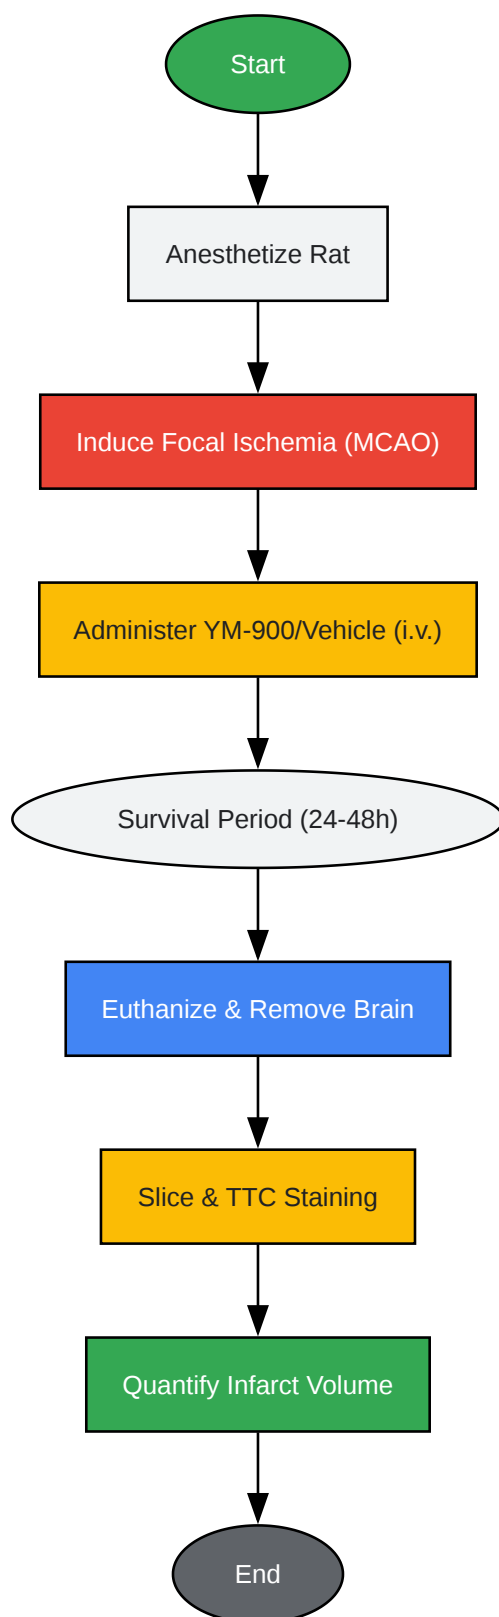 Start
Anesthetize Rat
Induce Focal Ischemia (MCAO)
Administer YM-900/Vehicle (i.v.)
Survival Period (24-48h)
Euthanize & Remove Brain
Slice & TTC Staining
Quantify Infarct Volume
End